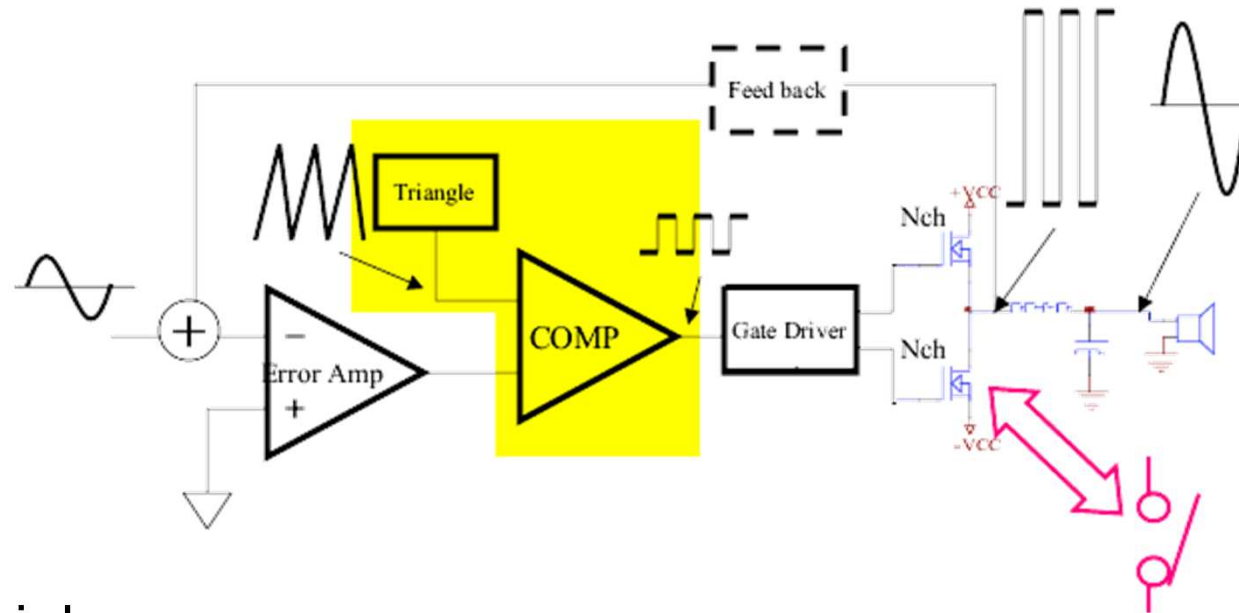 Feed back
Triangle
+VCC
Nch
+
−
COMP
Gate Driver
Error Amp
Nch
+
-VCC